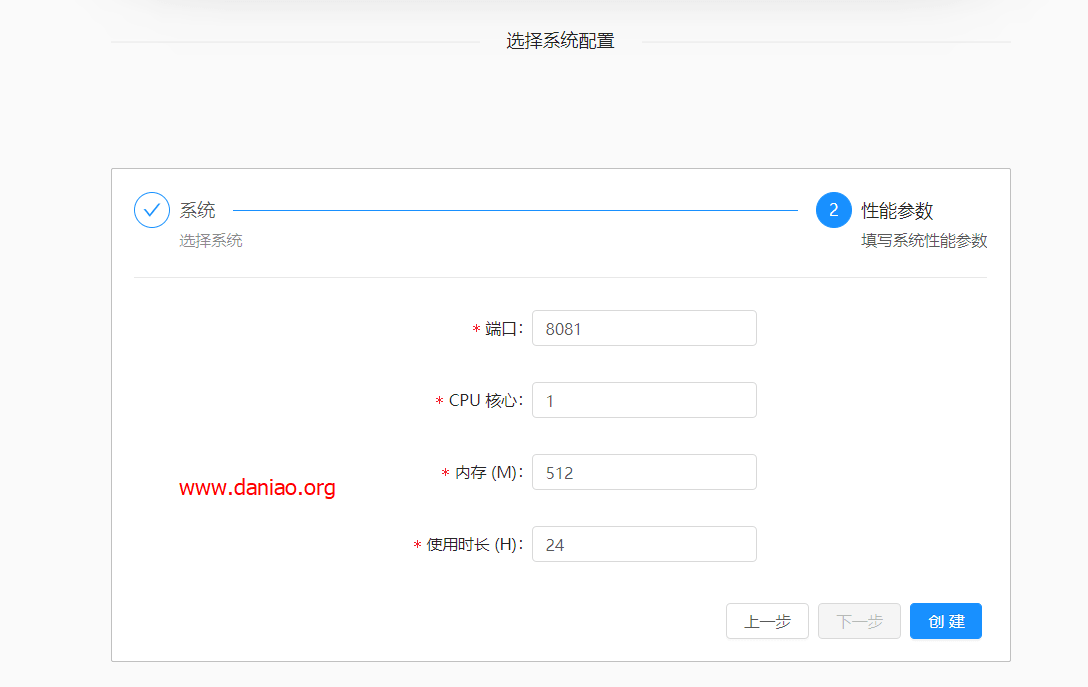 选择系统配置
系统
选择系统
2 性能参数
填写系统性能参数
* 端口: 8081
* CPU 核心: 1
* 内存 (M): 512
www.daniao.org
* 使用时长 (H): 24
上一步 下一步 创 建